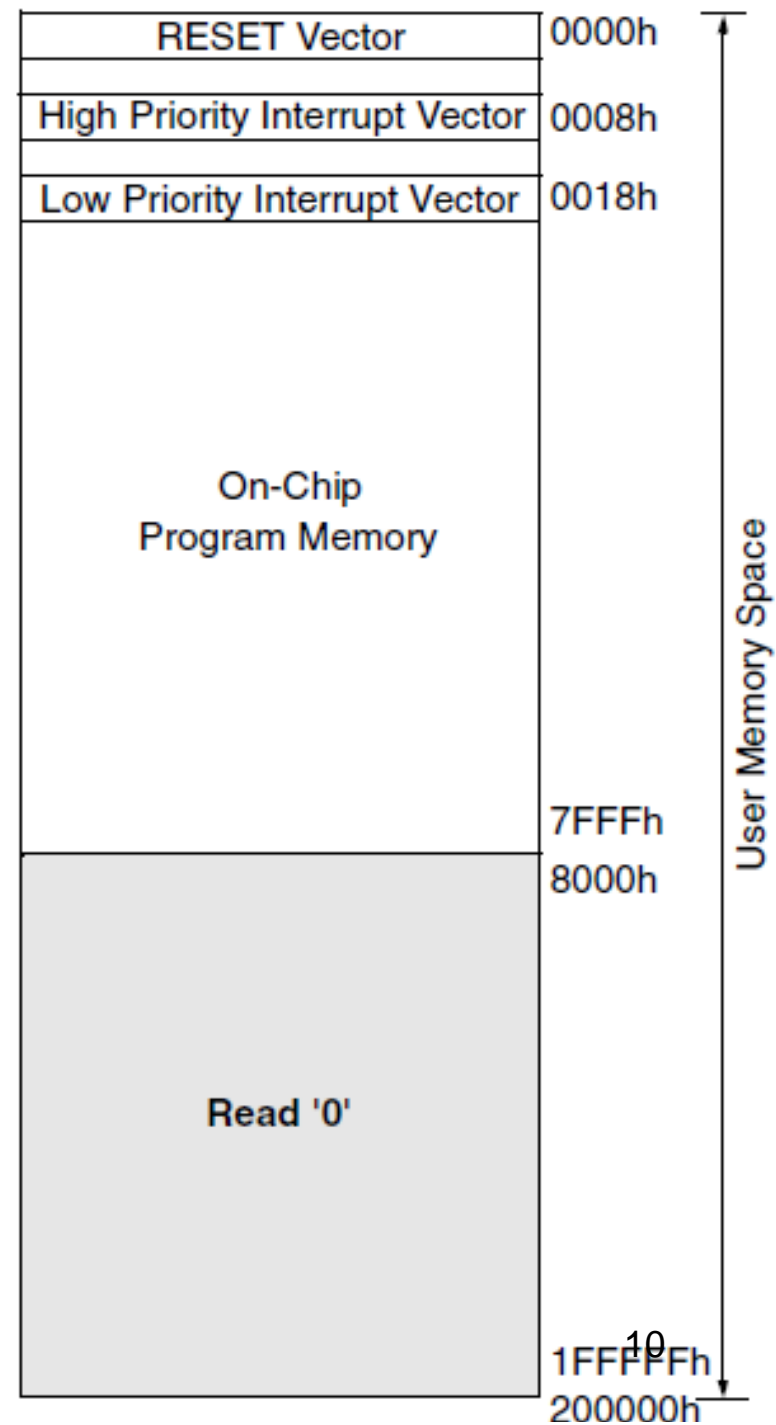 RESET Vector 0000h
High Priority Interrupt Vector 0008h
Low Priority Interrupt Vector 0018h
On-Chip
Program Memory
User Memory Space
7FFFh
8000h
Read '0'
10
1FFFFFh
200000h